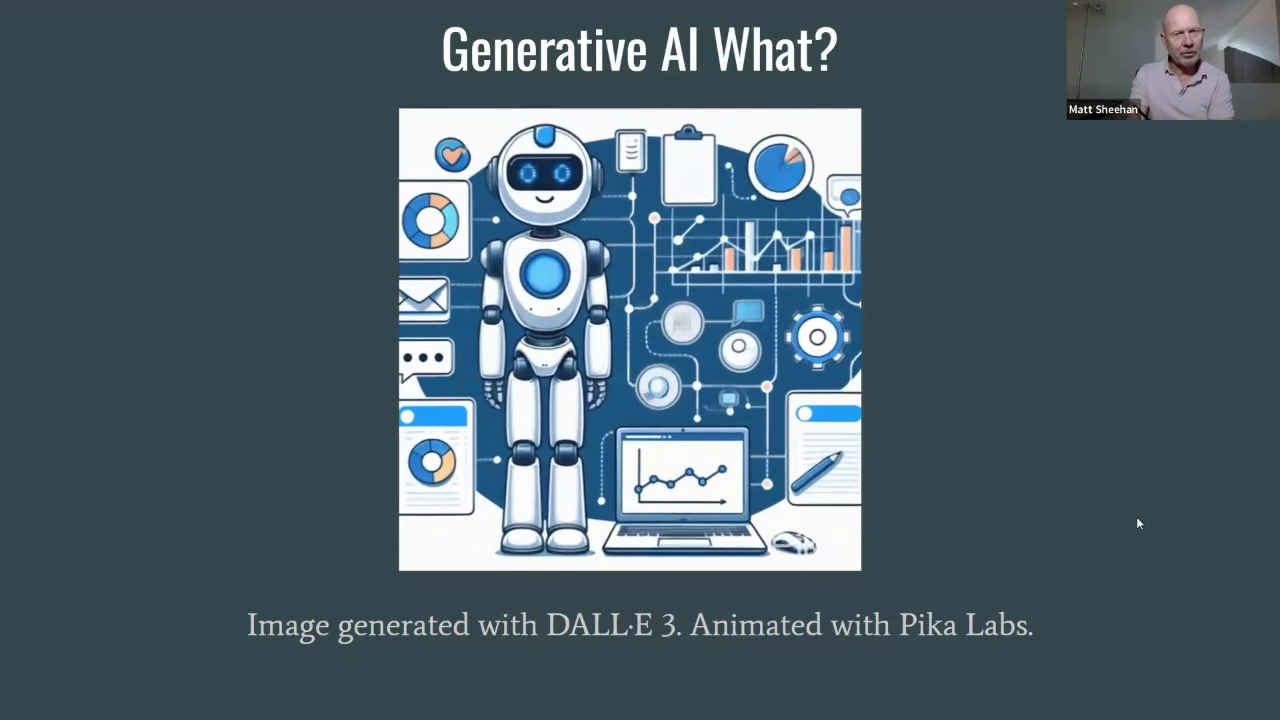 Generative AI What?
Matt Sheehan
Image generated with DALL·E 3. Animated with Pika Labs.